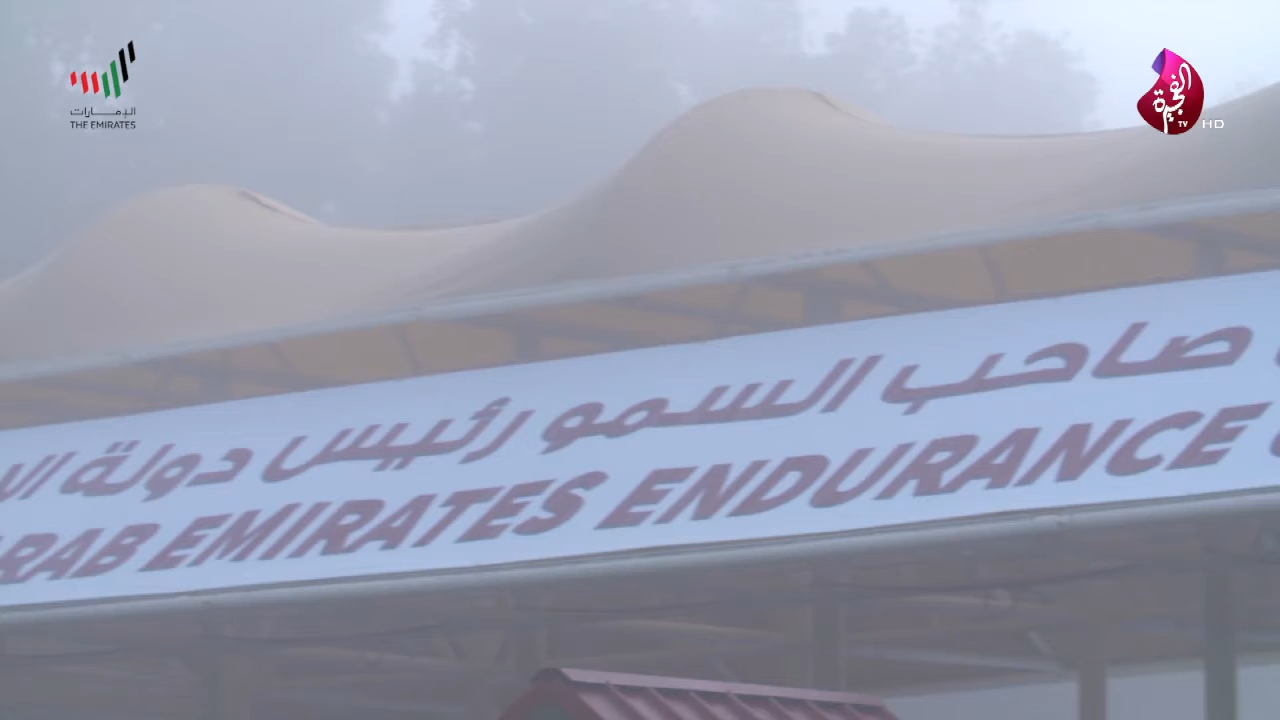 الإمارات
THE EMIRATES
الفجيرة
TV HD
صاحب السمو رئيس دولة
ARAB EMIRATES ENDURANCE